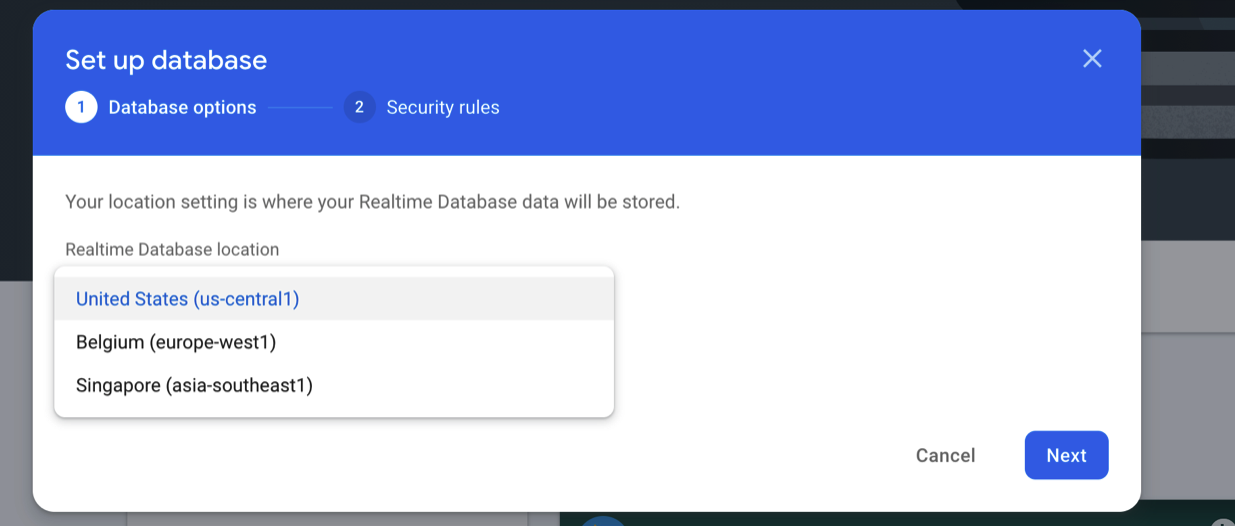 Set up database
1 Database options 2 Security rules
Your location setting is where your Realtime Database data will be stored.
Realtime Database location
United States (us-central1)
Belgium (europe-west1)
Singapore (asia-southeast1)
Cancel Next